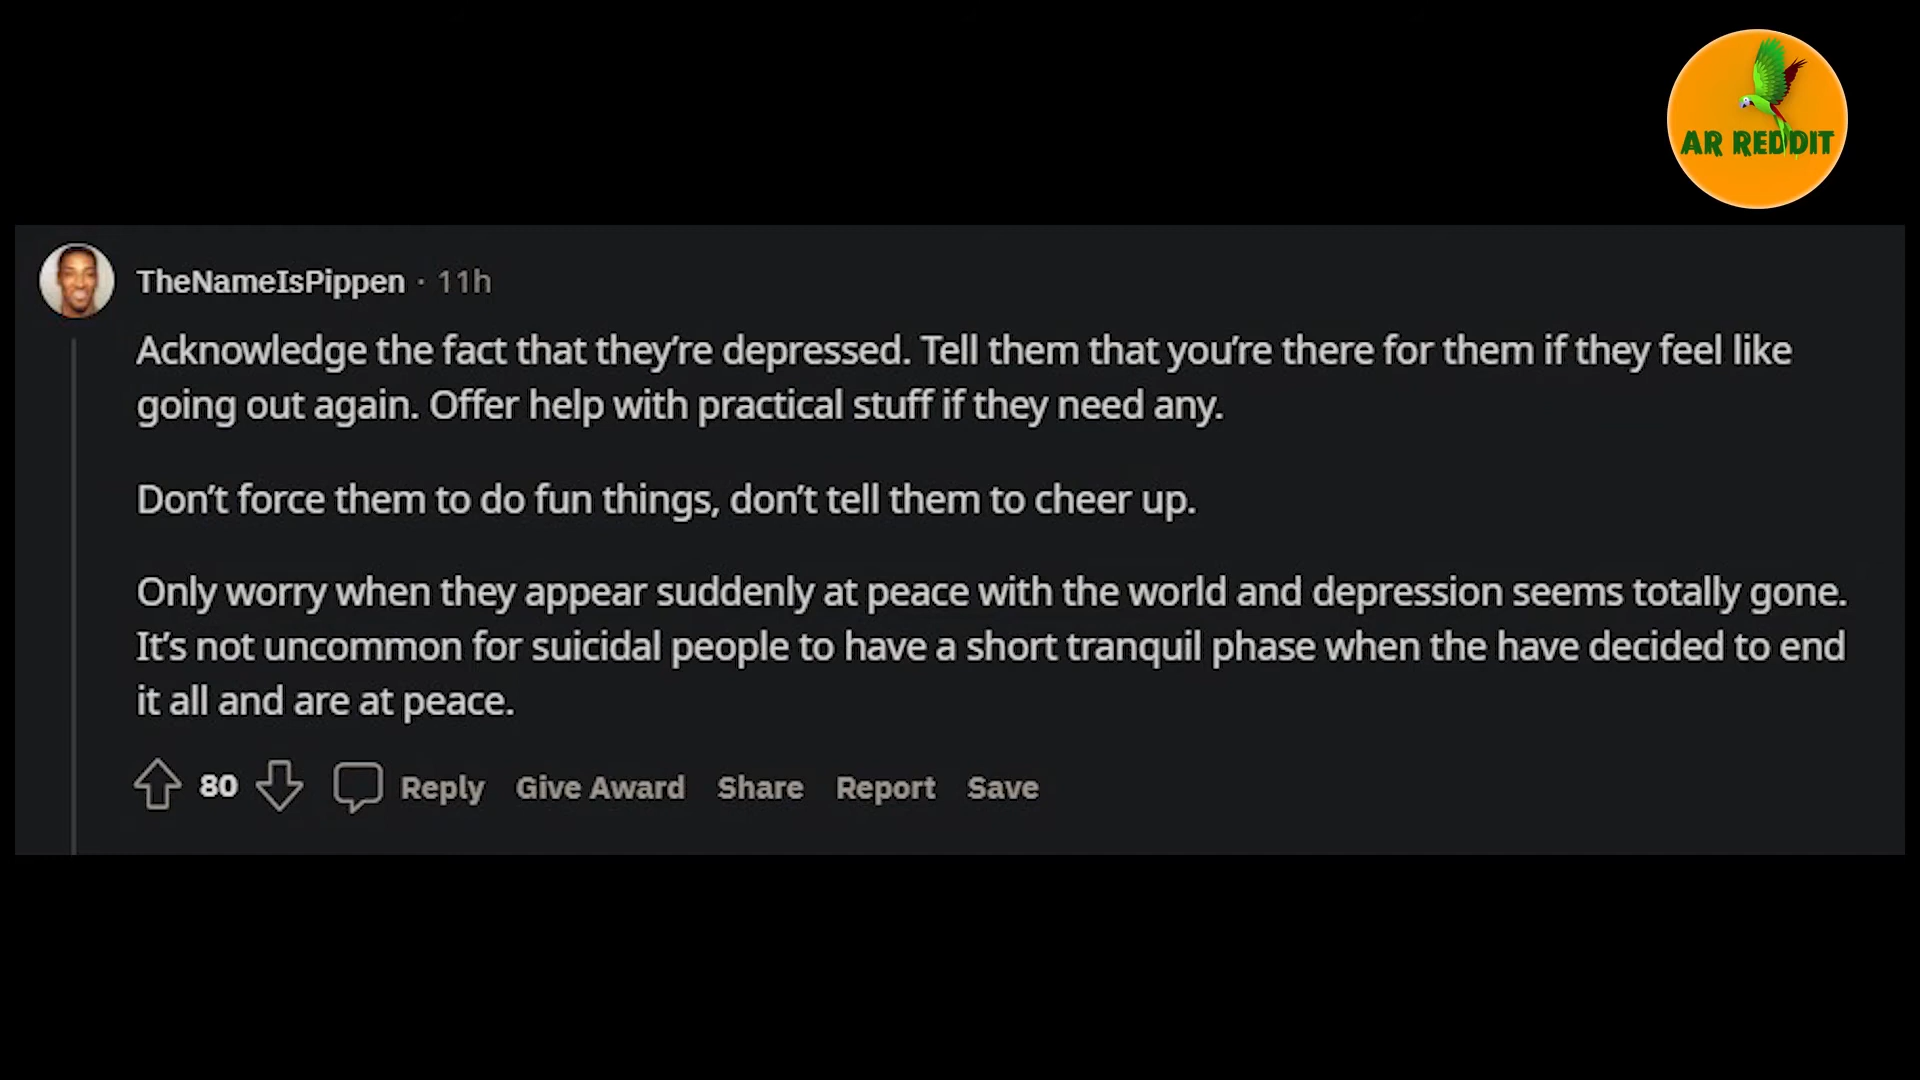 AR REDDIT
TheNameIsPippen · 11h
Acknowledge the fact that they’re depressed. Tell them that you’re there for them if they feel like
going out again. Offer help with practical stuff if they need any.
Don’t force them to do fun things, don’t tell them to cheer up.
Only worry when they appear suddenly at peace with the world and depression seems totally gone.
It’s not uncommon for suicidal people to have a short tranquil phase when the have decided to end
it all and are at peace.
80 Reply Give Award Share Report Save